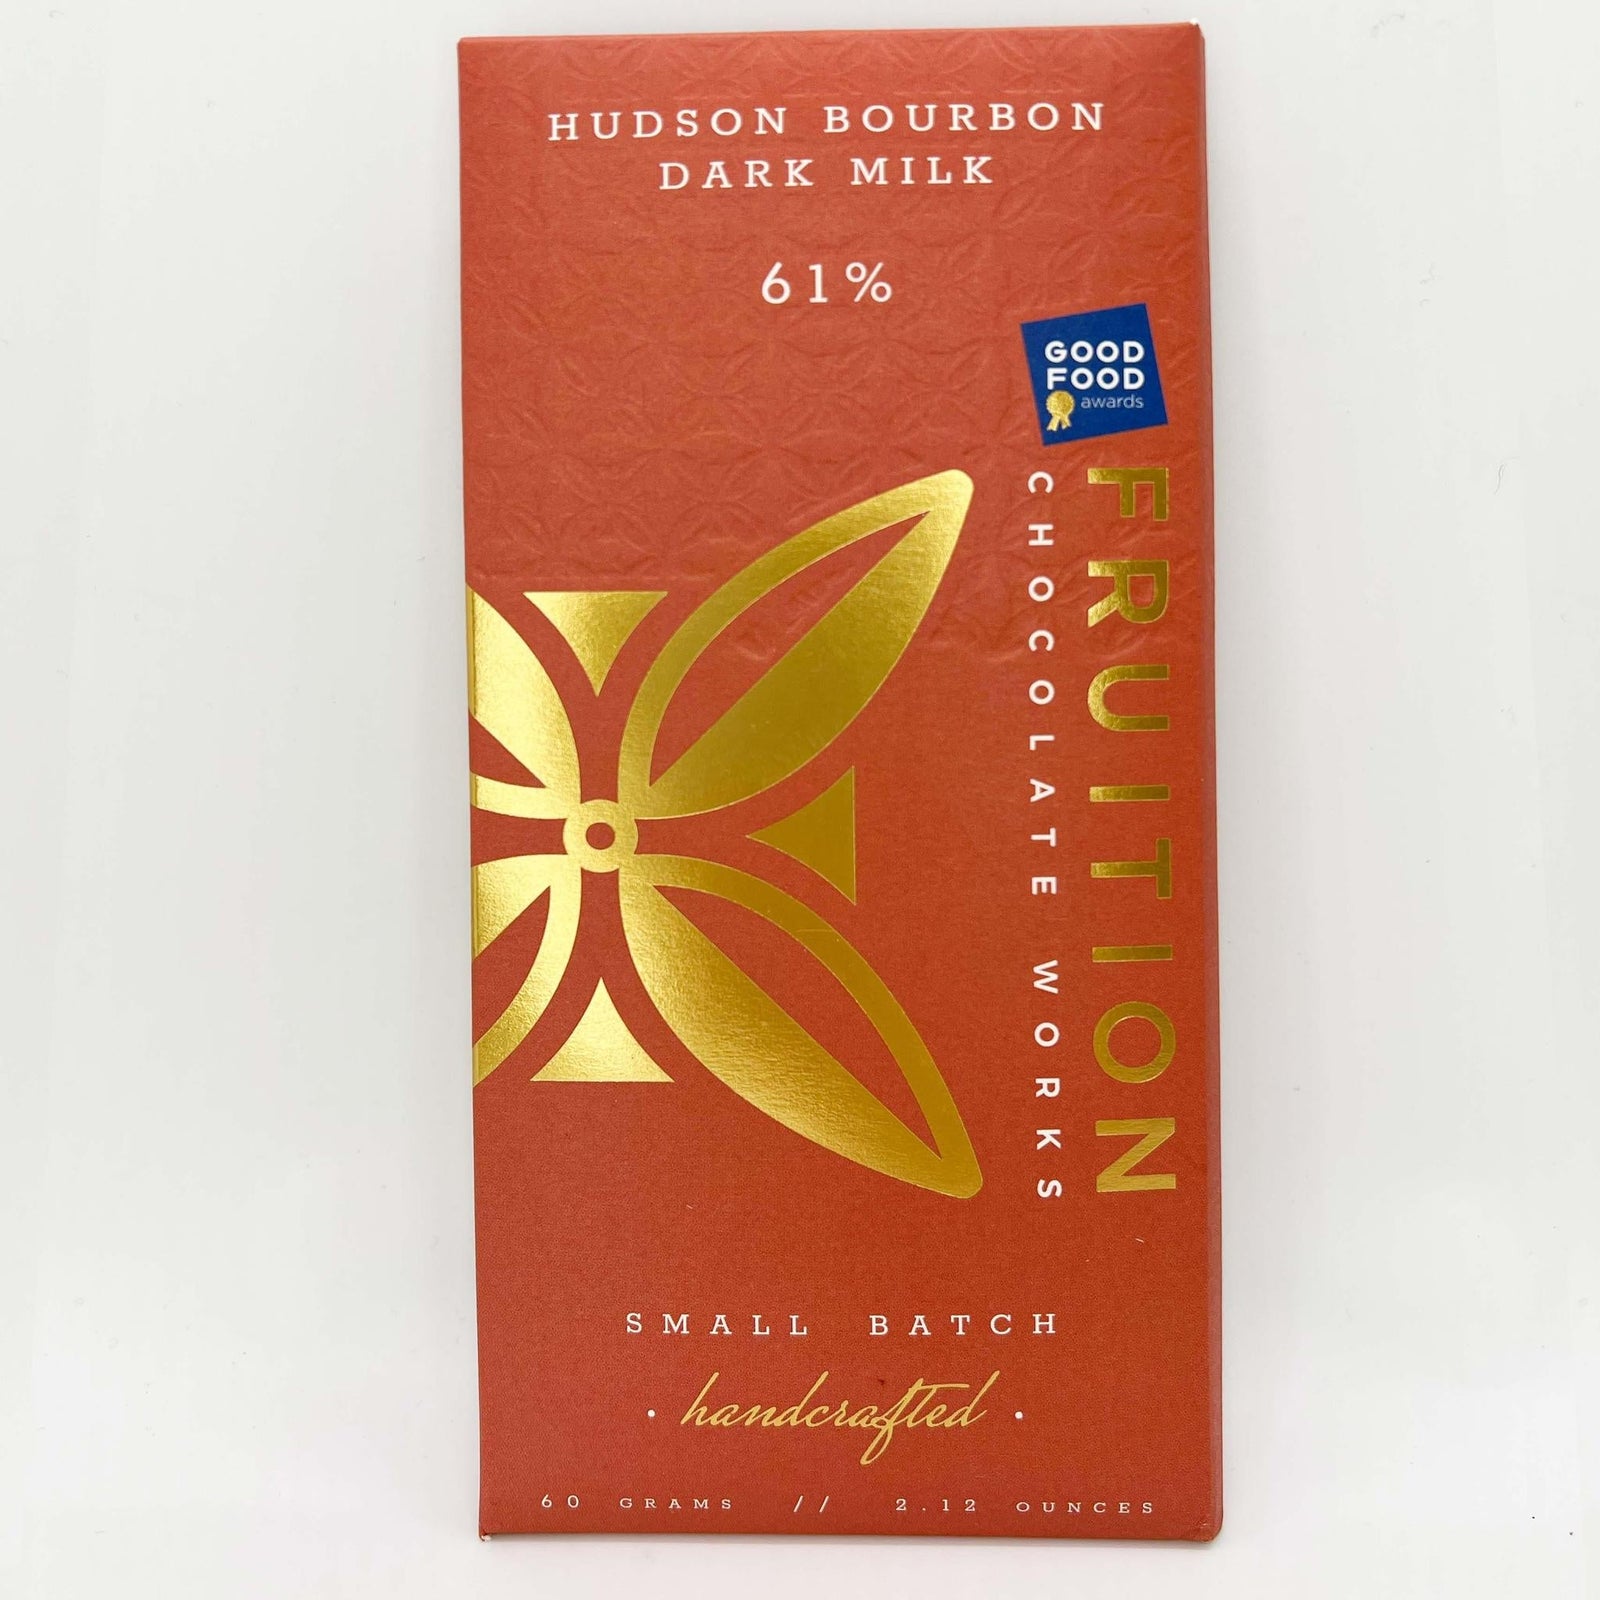 HUDSON BOURBON
DARK MILK
61%
GOOD
FOOD
awards
FRUITION
CHOCOLATE WORKS
SMALL BATCH
· handcrafted ·
60 GRAMS // 2.12 OUNCES